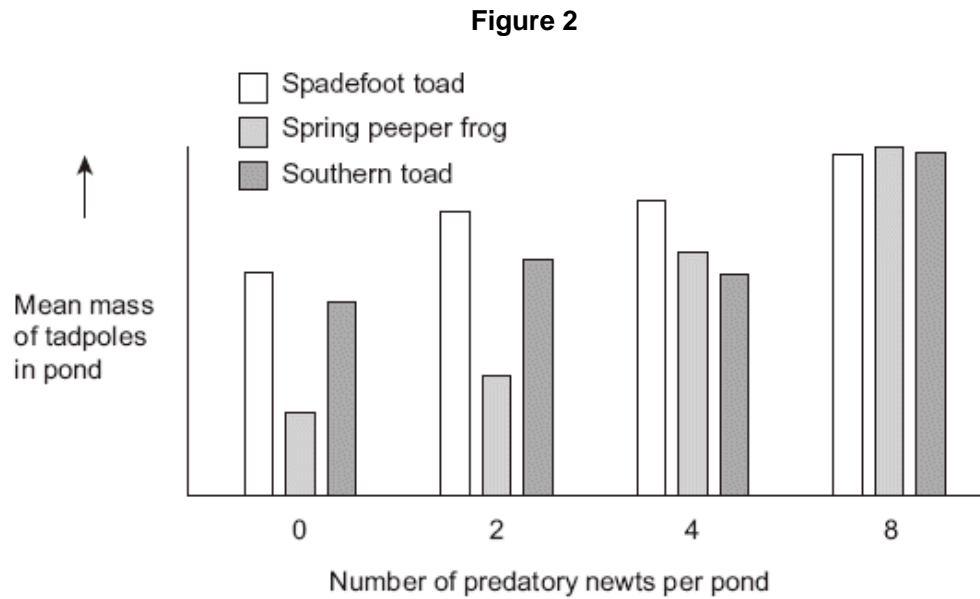 Figure 2
Spadefoot toad
Spring peeper frog
Southern toad
Mean mass
of tadpoles
in pond
0 2 4 8
Number of predatory newts per pond